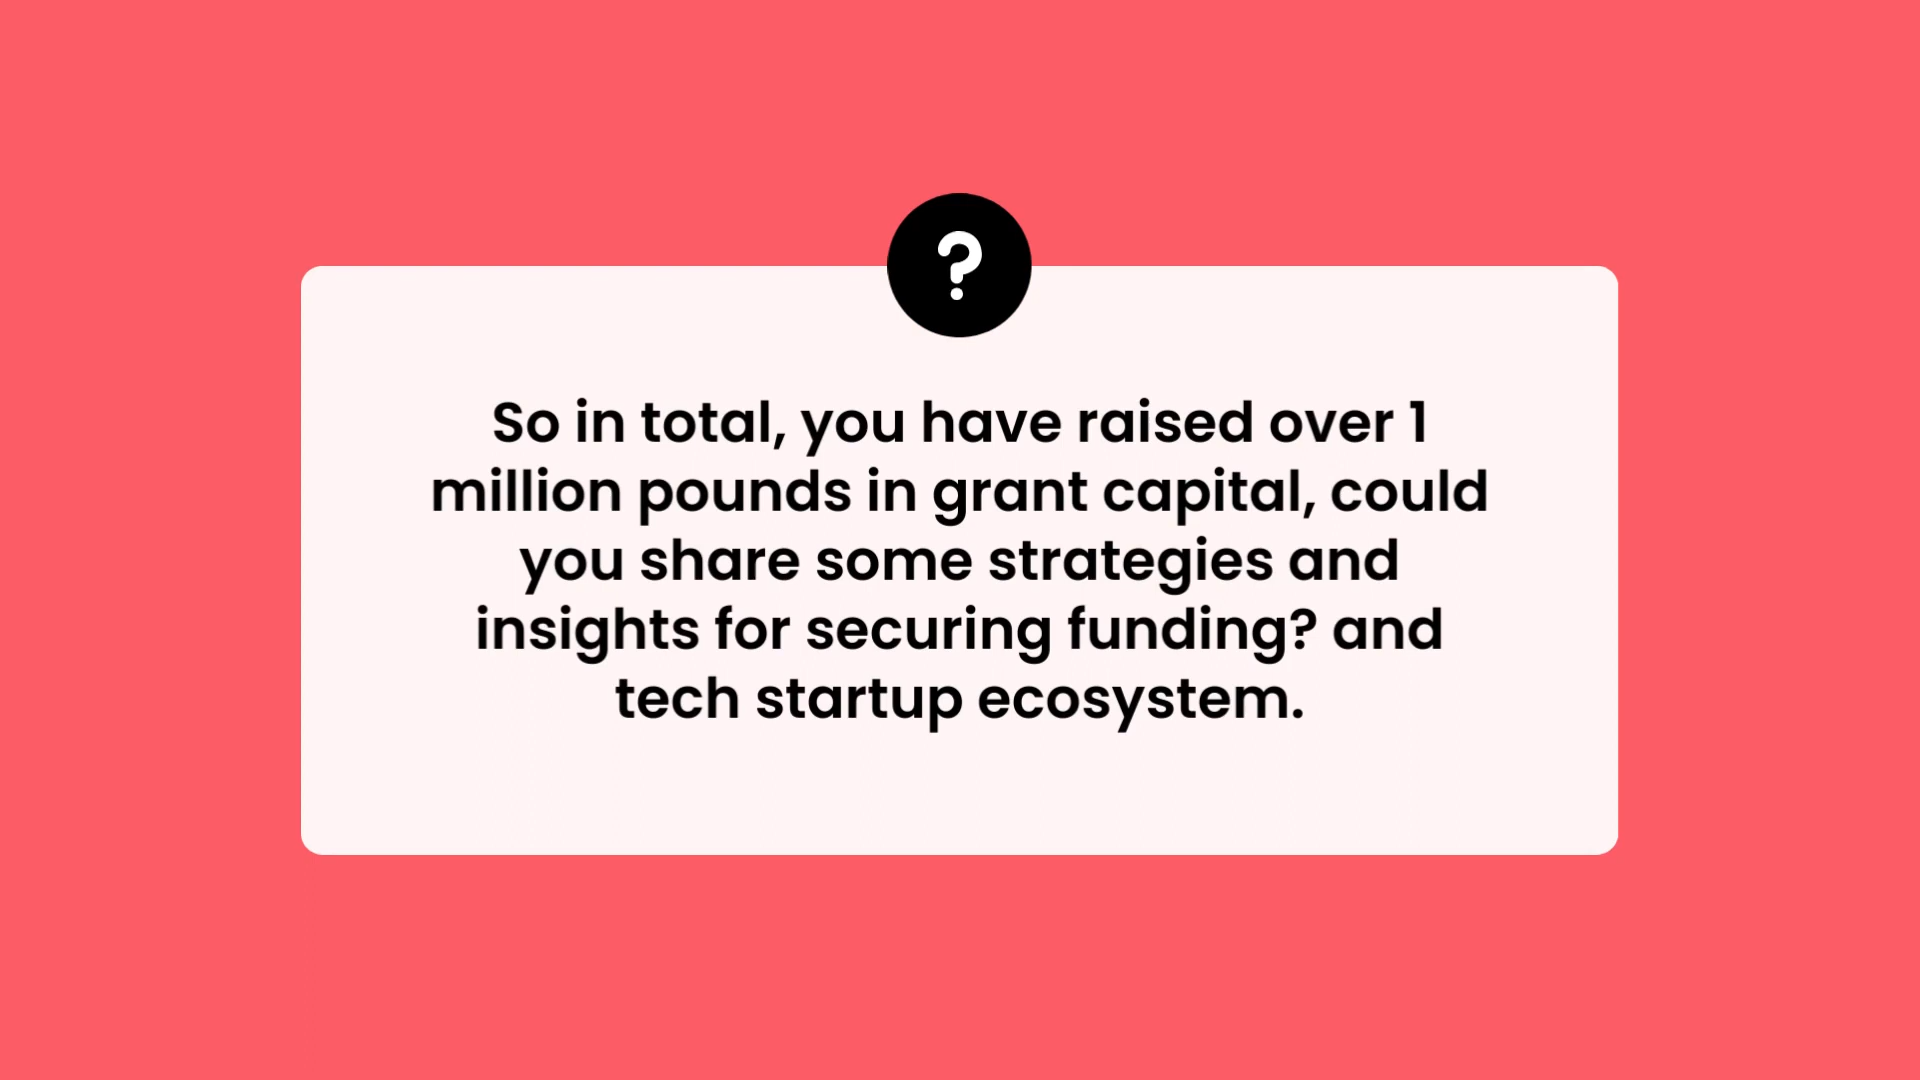 ?
So in total, you have raised over 1
million pounds in grant capital, could
you share some strategies and
insights for securing funding? and
tech startup ecosystem.